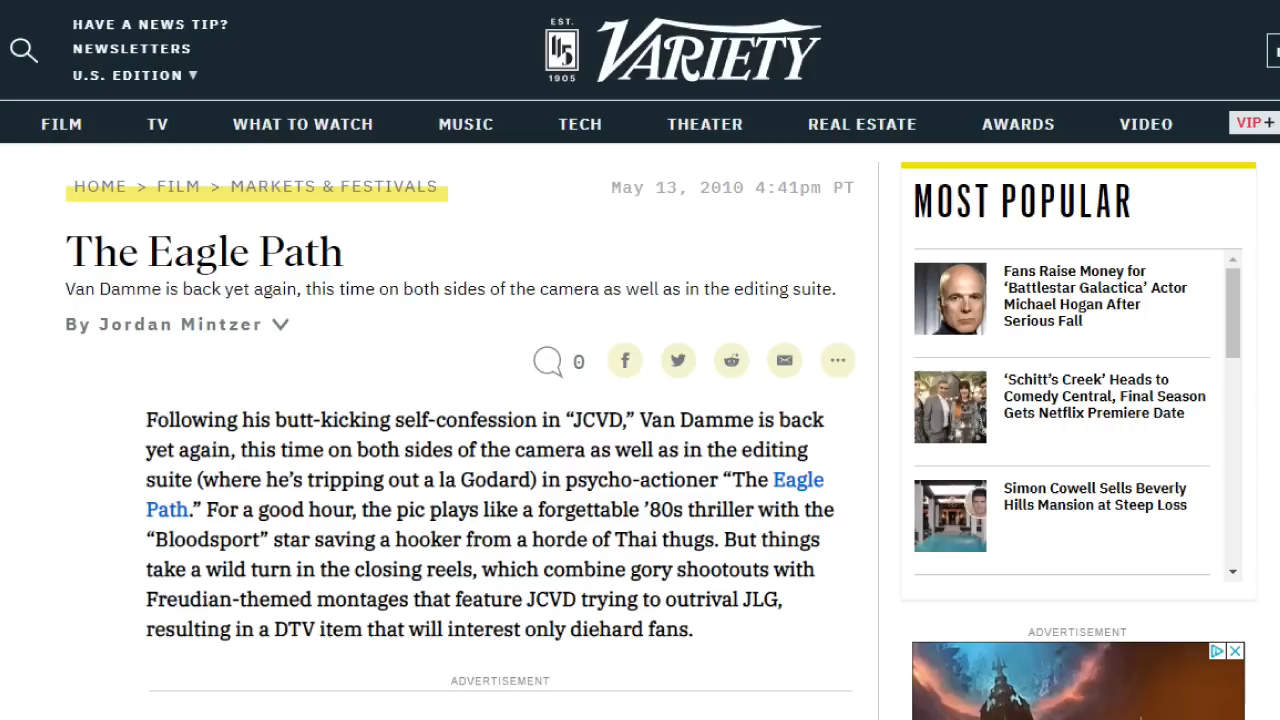 HAVE A NEWS TIP?
NEWSLETTERS
U.S. EDITION ▼
EST.
1905
VARIETY
FILM
TV
WHAT TO WATCH
MUSIC
TECH
THEATER
REAL ESTATE
AWARDS
VIDEO
VIP+
HOME > FILM > MARKETS & FESTIVALS
May 13, 2010 4:41pm PT
The Eagle Path
Van Damme is back yet again, this time on both sides of the camera as well as in the editing suite.
By Jordan Mintzer
0
Following his butt-kicking self-confession in “JCVD,” Van Damme is back
yet again, this time on both sides of the camera as well as in the editing
suite (where he’s tripping out a la Godard) in psycho-actioner “The Eagle
Path.” For a good hour, the pic plays like a forgettable ’80s thriller with the
“Bloodsport” star saving a hooker from a horde of Thai thugs. But things
take a wild turn in the closing reels, which combine gory shootouts with
Freudian-themed montages that feature JCVD trying to outrival JLG,
resulting in a DTV item that will interest only diehard fans.
ADVERTISEMENT
MOST POPULAR
Fans Raise Money for
‘Battlestar Galactica’ Actor
Michael Hogan After
Serious Fall
‘Schitt’s Creek’ Heads to
Comedy Central, Final Season
Gets Netflix Premiere Date
Simon Cowell Sells Beverly
Hills Mansion at Steep Loss
ADVERTISEMENT